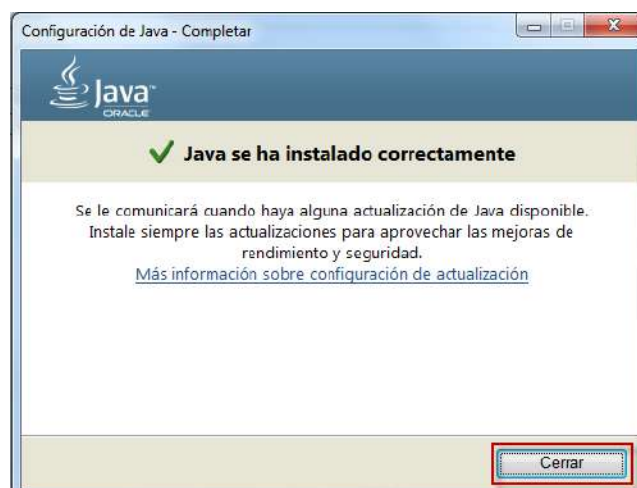 Configuración de Java - Completar
Java
ORACLE
Java se ha instalado correctamente
Se le comunicará cuando haya alguna actualización de Java disponible.
Instale siempre las actualizaciones para aprovechar las mejoras de
rendimiento y seguridad.
Más información sobre configuración de actualización
Cerrar